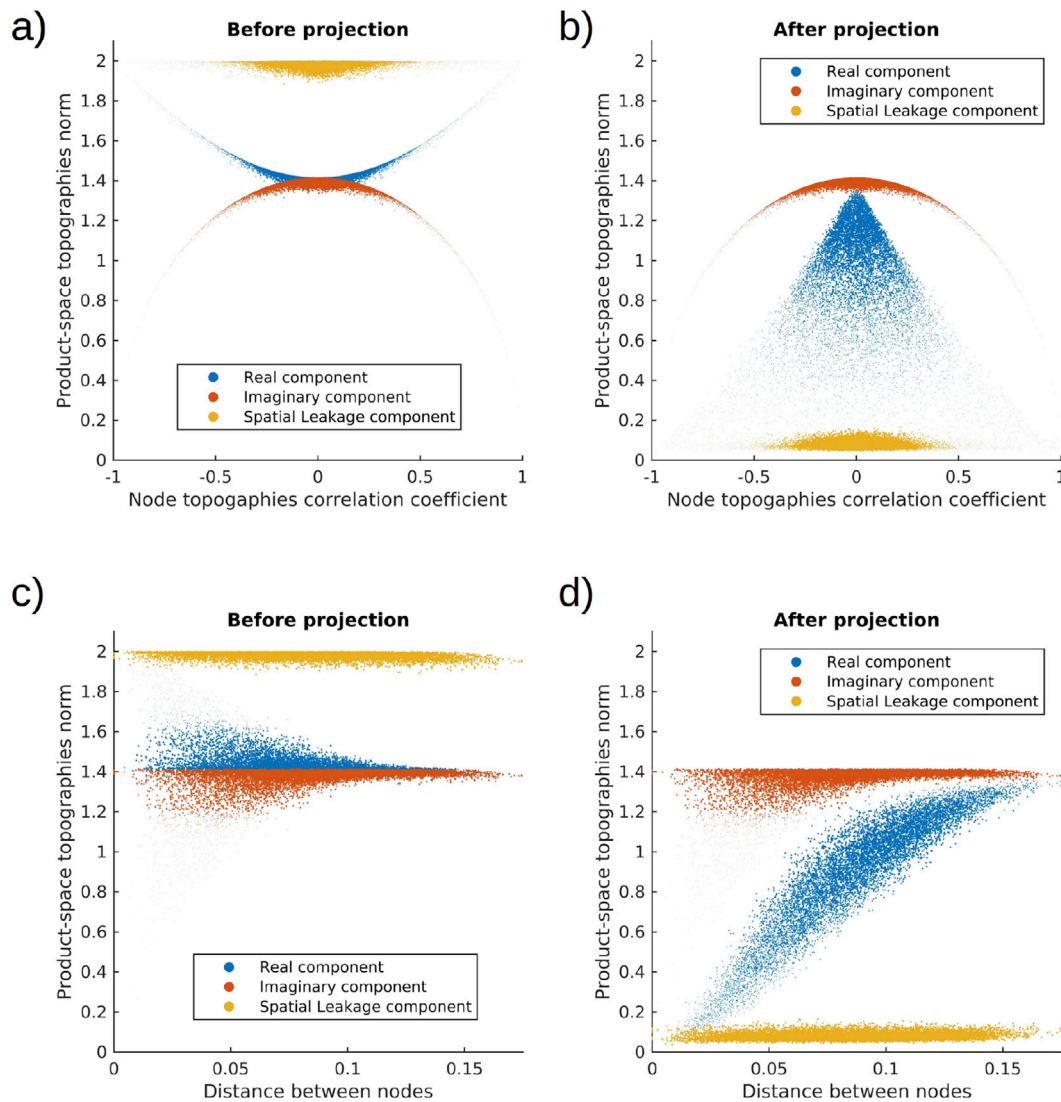 a)
Before projection
Product-space topographies norm
2
1.8
1.6
1.4
1.2
1
0.8
0.6
0.4
0.2
0
Real component
Imaginary component
Spatial Leakage component
-1
-0.5
0
0.5
1
Node topogaphies correlation coefficient
b)
After projection
Product-space topographies norm
2
1.8
1.6
1.4
1.2
1
0.8
0.6
0.4
0.2
0
Real component
Imaginary component
Spatial Leakage component
-1
-0.5
0
0.5
1
Node topogaphies correlation coefficient
c)
Before projection
Product-space topographies norm
2
1.8
1.6
1.4
1.2
1
0.8
0.6
0.4
0.2
0
Real component
Imaginary component
Spatial Leakage component
0
0.05
0.1
0.15
Distance between nodes
d)
After projection
Product-space topographies norm
2
1.8
1.6
1.4
1.2
1
0.8
0.6
0.4
0.2
0
Real component
Imaginary component
Spatial Leakage component
0
0.05
0.1
0.15
Distance between nodes